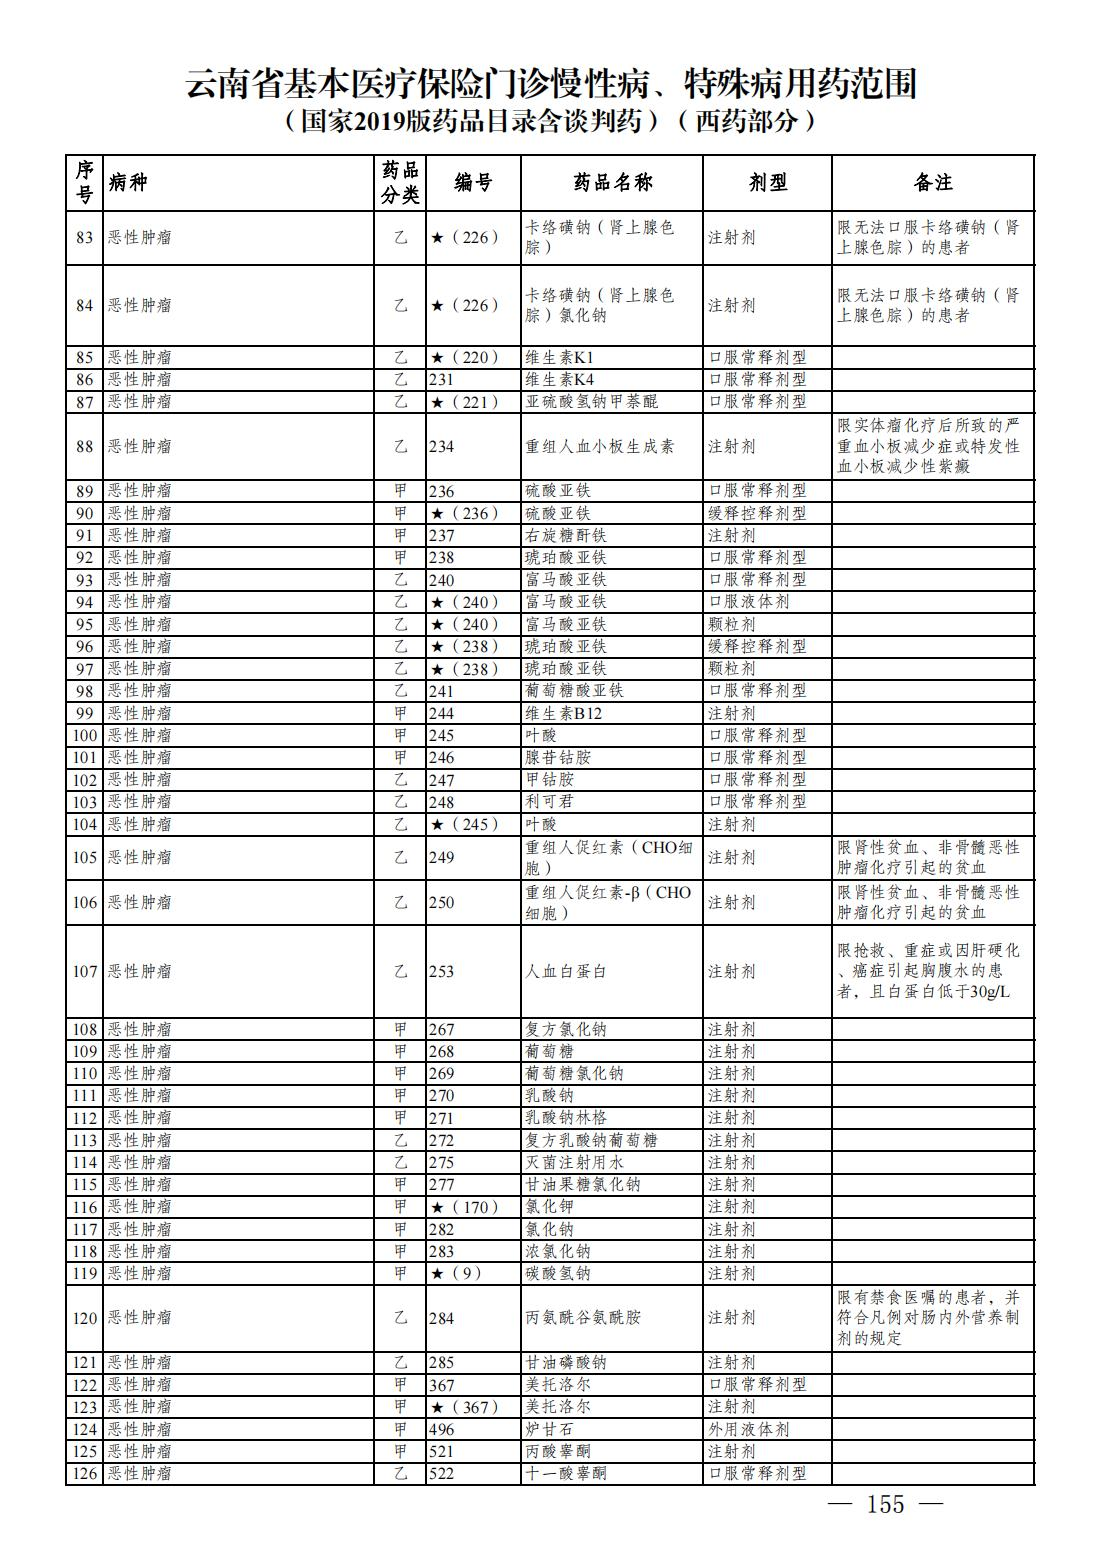 云南省基本医疗保险门诊慢性病、特殊病用药范围
（国家2019版药品目录含谈判药）（西药部分）
序号 病种 药品分类 编号 药品名称 剂型 备注
83 恶性肿瘤 乙 ★（226） 卡络磺钠（肾上腺色腙） 注射剂 限无法口服卡络磺钠（肾上腺色腙）的患者
84 恶性肿瘤 乙 ★（226） 卡络磺钠（肾上腺色腙）氯化钠 注射剂 限无法口服卡络磺钠（肾上腺色腙）的患者
85 恶性肿瘤 乙 ★（220） 维生素K1 口服常释剂型
86 恶性肿瘤 乙 231 维生素K4 口服常释剂型
87 恶性肿瘤 乙 ★（221） 亚硫酸氢钠甲萘醌 口服常释剂型
88 恶性肿瘤 乙 234 重组人血小板生成素 注射剂 限实体瘤化疗后所致的严重血小板减少症或特发性血小板减少性紫癜
89 恶性肿瘤 甲 236 硫酸亚铁 口服常释剂型
90 恶性肿瘤 甲 ★（236） 硫酸亚铁 缓释控释剂型
91 恶性肿瘤 甲 237 右旋糖酐铁 注射剂
92 恶性肿瘤 甲 238 琥珀酸亚铁 口服常释剂型
93 恶性肿瘤 乙 240 富马酸亚铁 口服常释剂型
94 恶性肿瘤 乙 ★（240） 富马酸亚铁 口服液体剂
95 恶性肿瘤 乙 ★（240） 富马酸亚铁 颗粒剂
96 恶性肿瘤 乙 ★（238） 琥珀酸亚铁 缓释控释剂型
97 恶性肿瘤 乙 ★（238） 琥珀酸亚铁 颗粒剂
98 恶性肿瘤 乙 241 葡萄糖酸亚铁 口服常释剂型
99 恶性肿瘤 甲 244 维生素B12 注射剂
100 恶性肿瘤 甲 245 叶酸 口服常释剂型
101 恶性肿瘤 甲 246 腺苷钴胺 口服常释剂型
102 恶性肿瘤 乙 247 甲钴胺 口服常释剂型
103 恶性肿瘤 乙 248 利可君 口服常释剂型
104 恶性肿瘤 乙 ★（245） 叶酸 注射剂
105 恶性肿瘤 乙 249 重组人促红素（CHO细胞） 注射剂 限肾性贫血、非骨髓恶性肿瘤化疗引起的贫血
106 恶性肿瘤 乙 250 重组人促红素-β（CHO细胞） 注射剂 限肾性贫血、非骨髓恶性肿瘤化疗引起的贫血
107 恶性肿瘤 乙 253 人血白蛋白 注射剂 限抢救、重症或因肝硬化、癌症引起胸腹水的患者，且白蛋白低于30g/L
108 恶性肿瘤 甲 267 复方氯化钠 注射剂
109 恶性肿瘤 甲 268 葡萄糖 注射剂
110 恶性肿瘤 甲 269 葡萄糖氯化钠 注射剂
111 恶性肿瘤 甲 270 乳酸钠 注射剂
112 恶性肿瘤 甲 271 乳酸钠林格 注射剂
113 恶性肿瘤 乙 272 复方乳酸钠葡萄糖 注射剂
114 恶性肿瘤 乙 275 灭菌注射用水 注射剂
115 恶性肿瘤 甲 277 甘油果糖氯化钠 注射剂
116 恶性肿瘤 甲 ★（170） 氯化钾 注射剂
117 恶性肿瘤 甲 282 氯化钠 注射剂
118 恶性肿瘤 甲 283 浓氯化钠 注射剂
119 恶性肿瘤 甲 ★（9） 碳酸氢钠 注射剂
120 恶性肿瘤 乙 284 丙氨酰谷氨酰胺 注射剂 限有禁食医嘱的患者，并符合凡例对肠内外营养制剂的规定
121 恶性肿瘤 乙 285 甘油磷酸钠 注射剂
122 恶性肿瘤 甲 367 美托洛尔 口服常释剂型
123 恶性肿瘤 甲 ★（367） 美托洛尔 注射剂
124 恶性肿瘤 甲 496 炉甘石 外用液体剂
125 恶性肿瘤 甲 521 丙酸睾酮 注射剂
126 恶性肿瘤 乙 522 十一酸睾酮 口服常释剂型
— 155 —